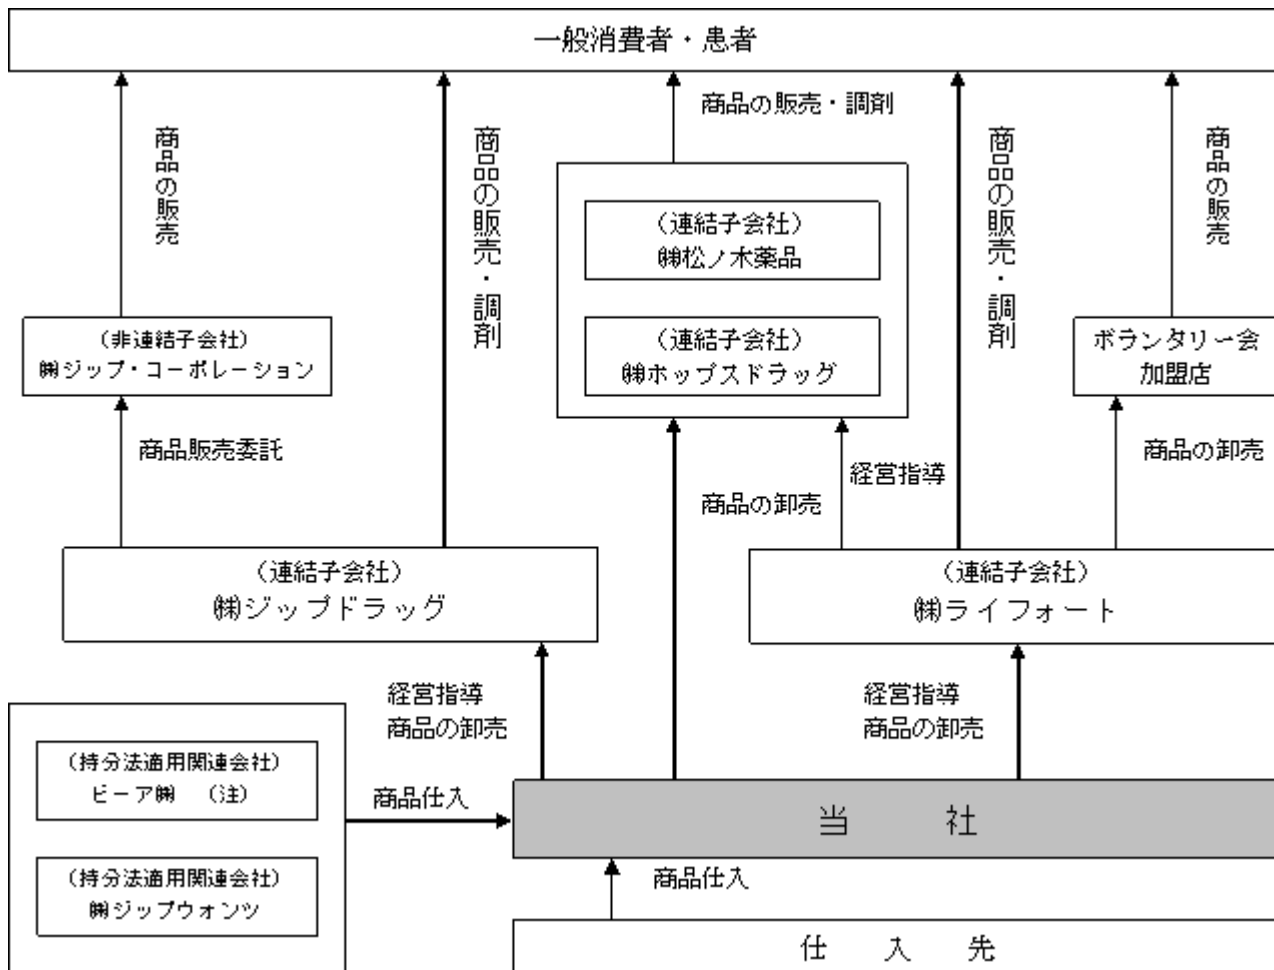 一般消費者・患者
商品の販売
商品の販売・調剤
商品の販売・調剤
商品の販売・調剤
商品の販売
(連結子会社)
㈱松ノ木薬品
(連結子会社)
㈱ホップスドラッグ
(非連結子会社)
㈱ジップ・コーポレーション
ボランタリー会
加盟店
商品販売委託
商品の卸売
経営指導
商品の卸売
(連結子会社)
㈱ジップドラッグ
(連結子会社)
㈱ライフォート
経営指導
商品の卸売
経営指導
商品の卸売
(持分法適用関連会社)
ピーア㈱ (注)
(持分法適用関連会社)
㈱ジップウォンツ
商品仕入
当 社
商品仕入
仕 入 先